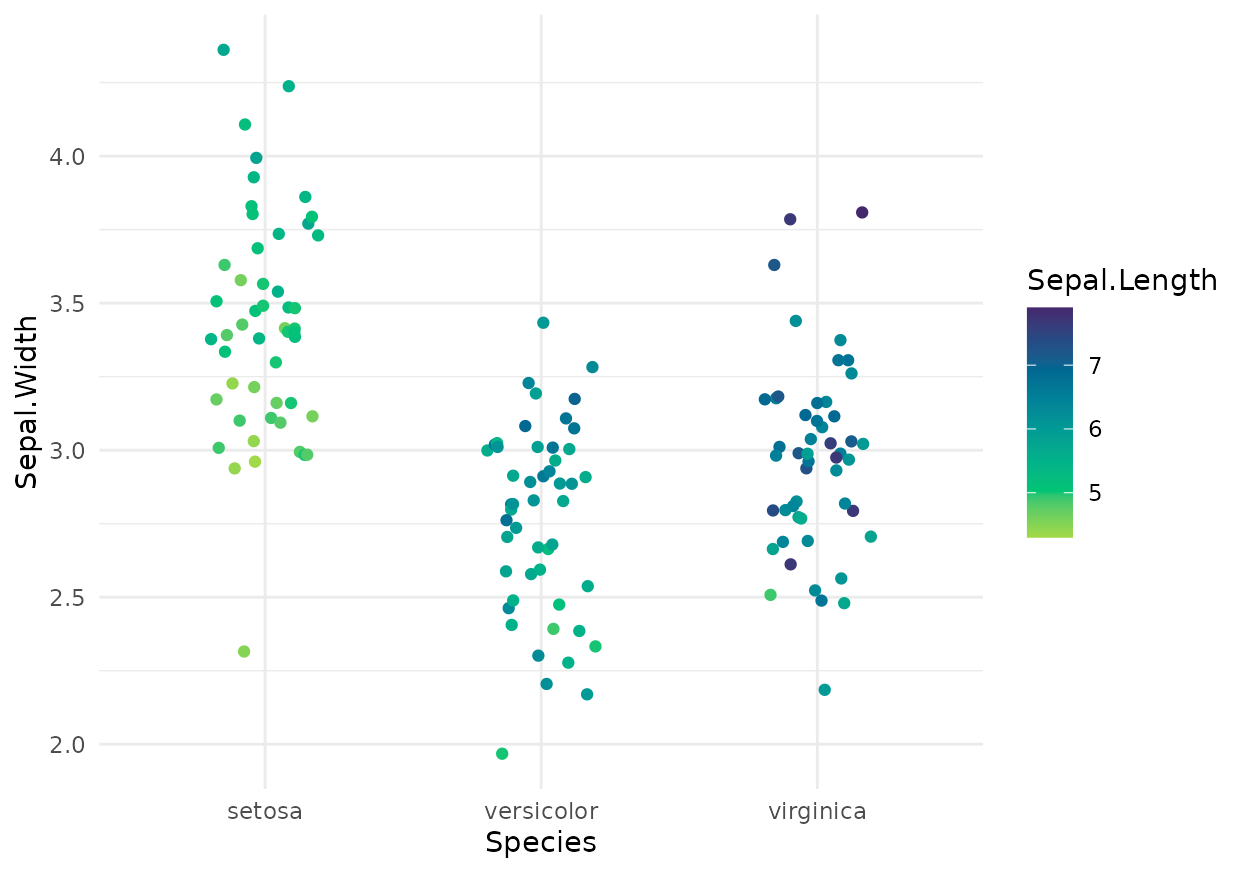 Sepal.Width
4.0
3.5
3.0
2.5
2.0
setosa
versicolor
virginica
Species
Sepal.Length
7
6
5